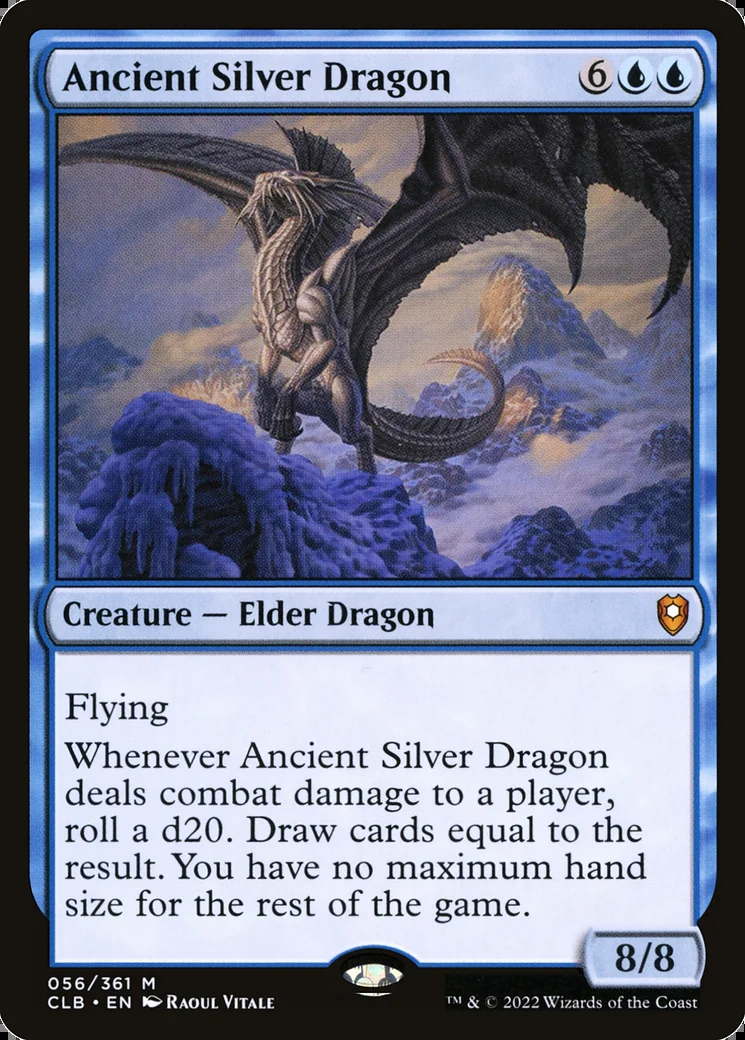 Ancient Silver Dragon 6
Creature — Elder Dragon
Flying
Whenever Ancient Silver Dragon
deals combat damage to a player,
roll a d20. Draw cards equal to the
result. You have no maximum hand
size for the rest of the game.
8/8
056/361 M
CLB • EN Raoul Vitale
™ & © 2022 Wizards of the Coast